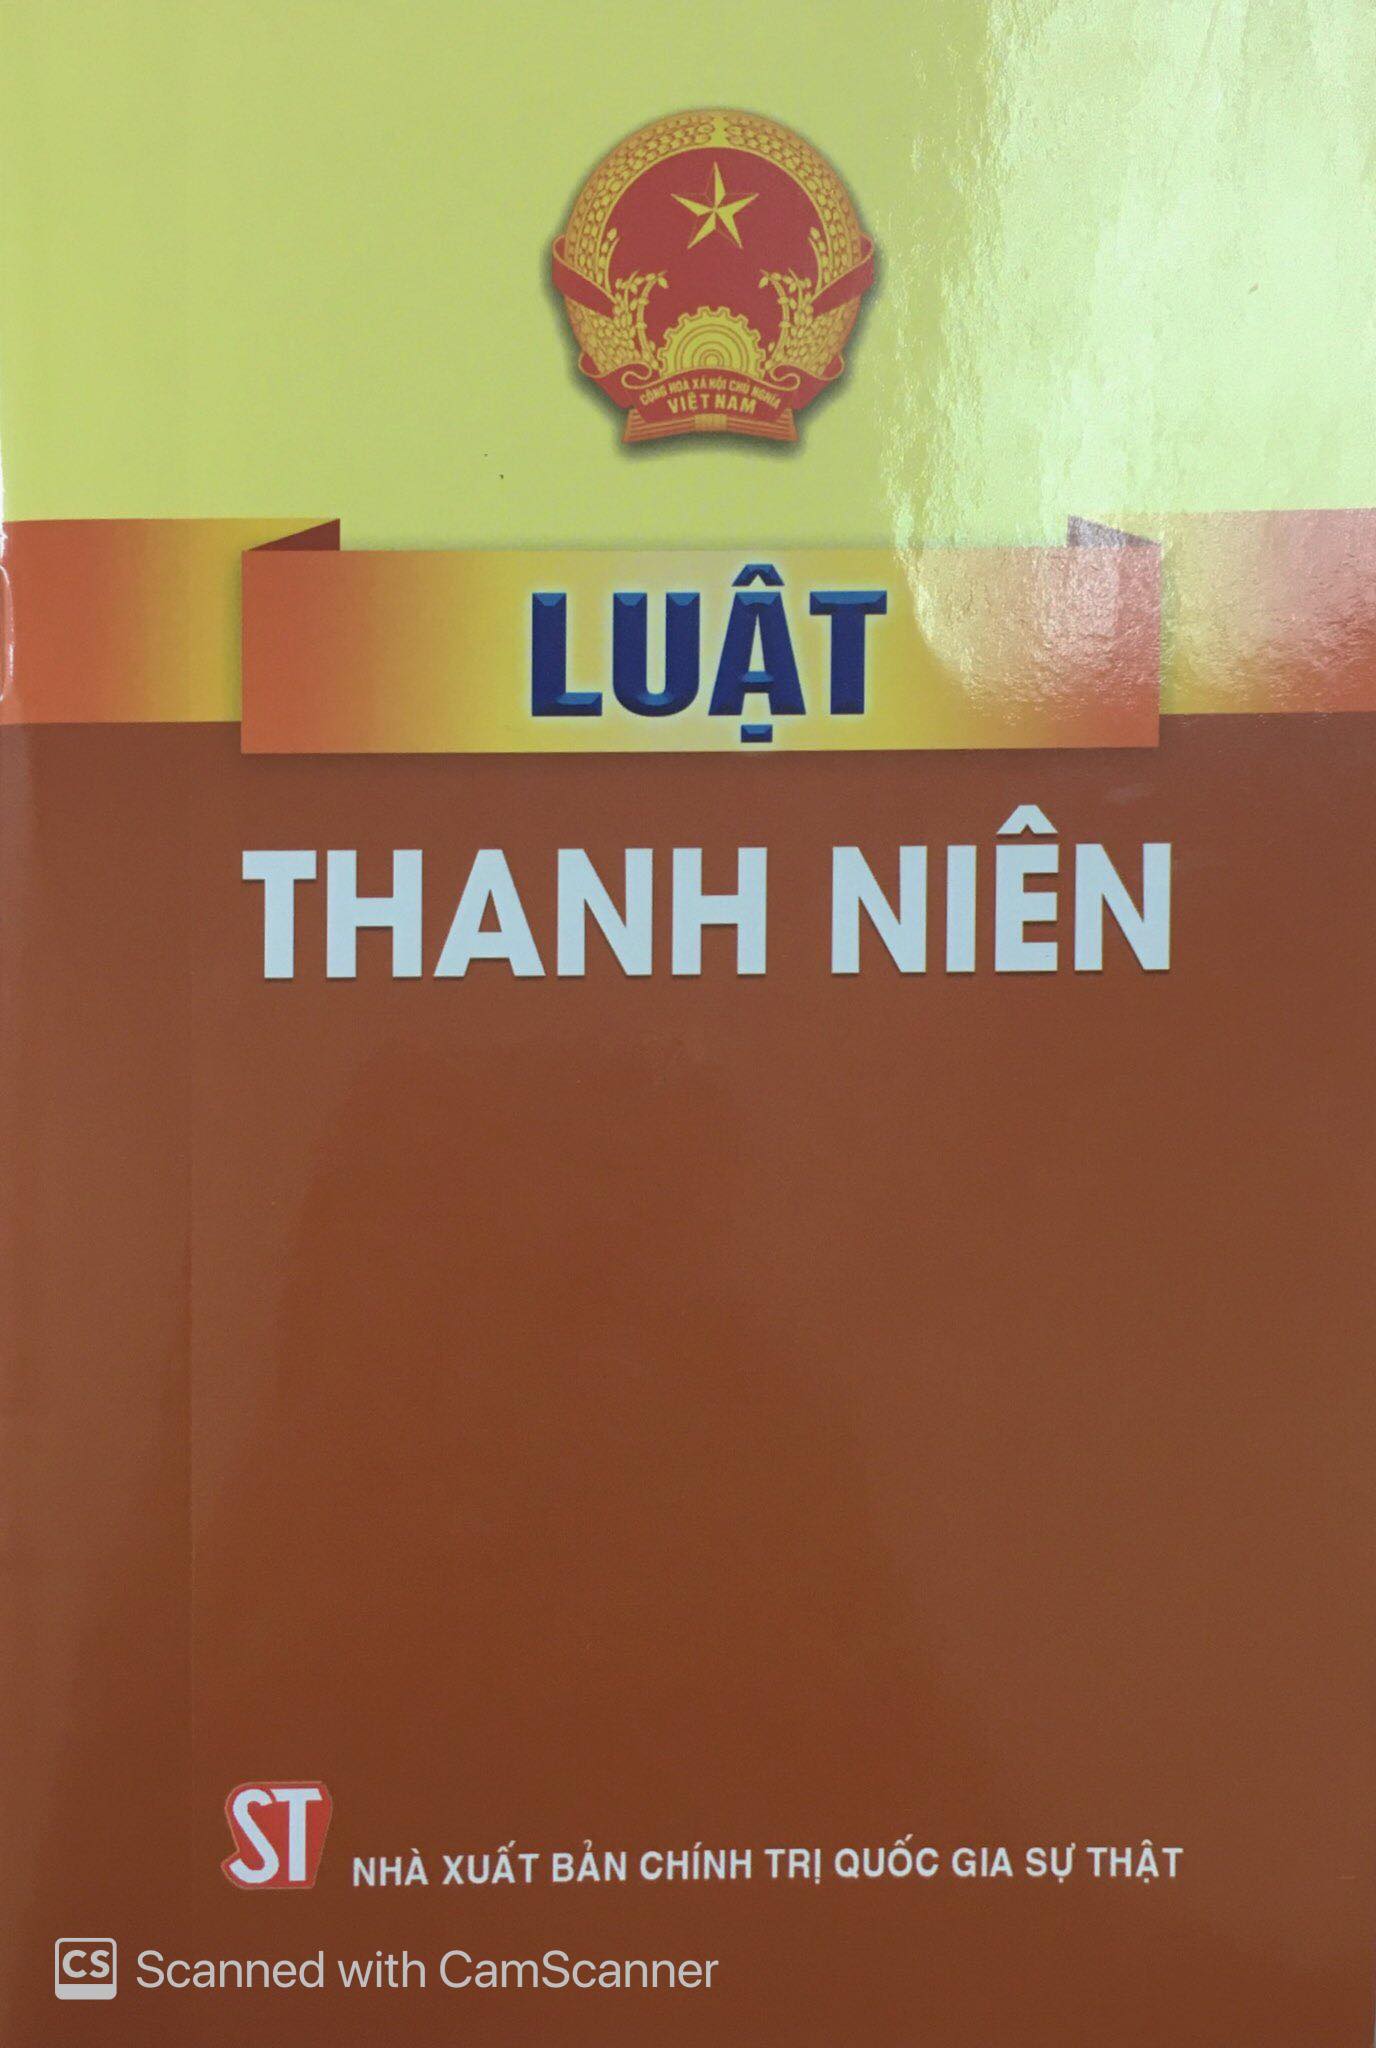 CỘNG HÒA XÃ HỘI CHỦ NGHĨA
VIỆT NAM
LUẬT
THANH NIÊN
ST
NHÀ XUẤT BẢN CHÍNH TRỊ QUỐC GIA SỰ THẬT
CS Scanned with CamScanner